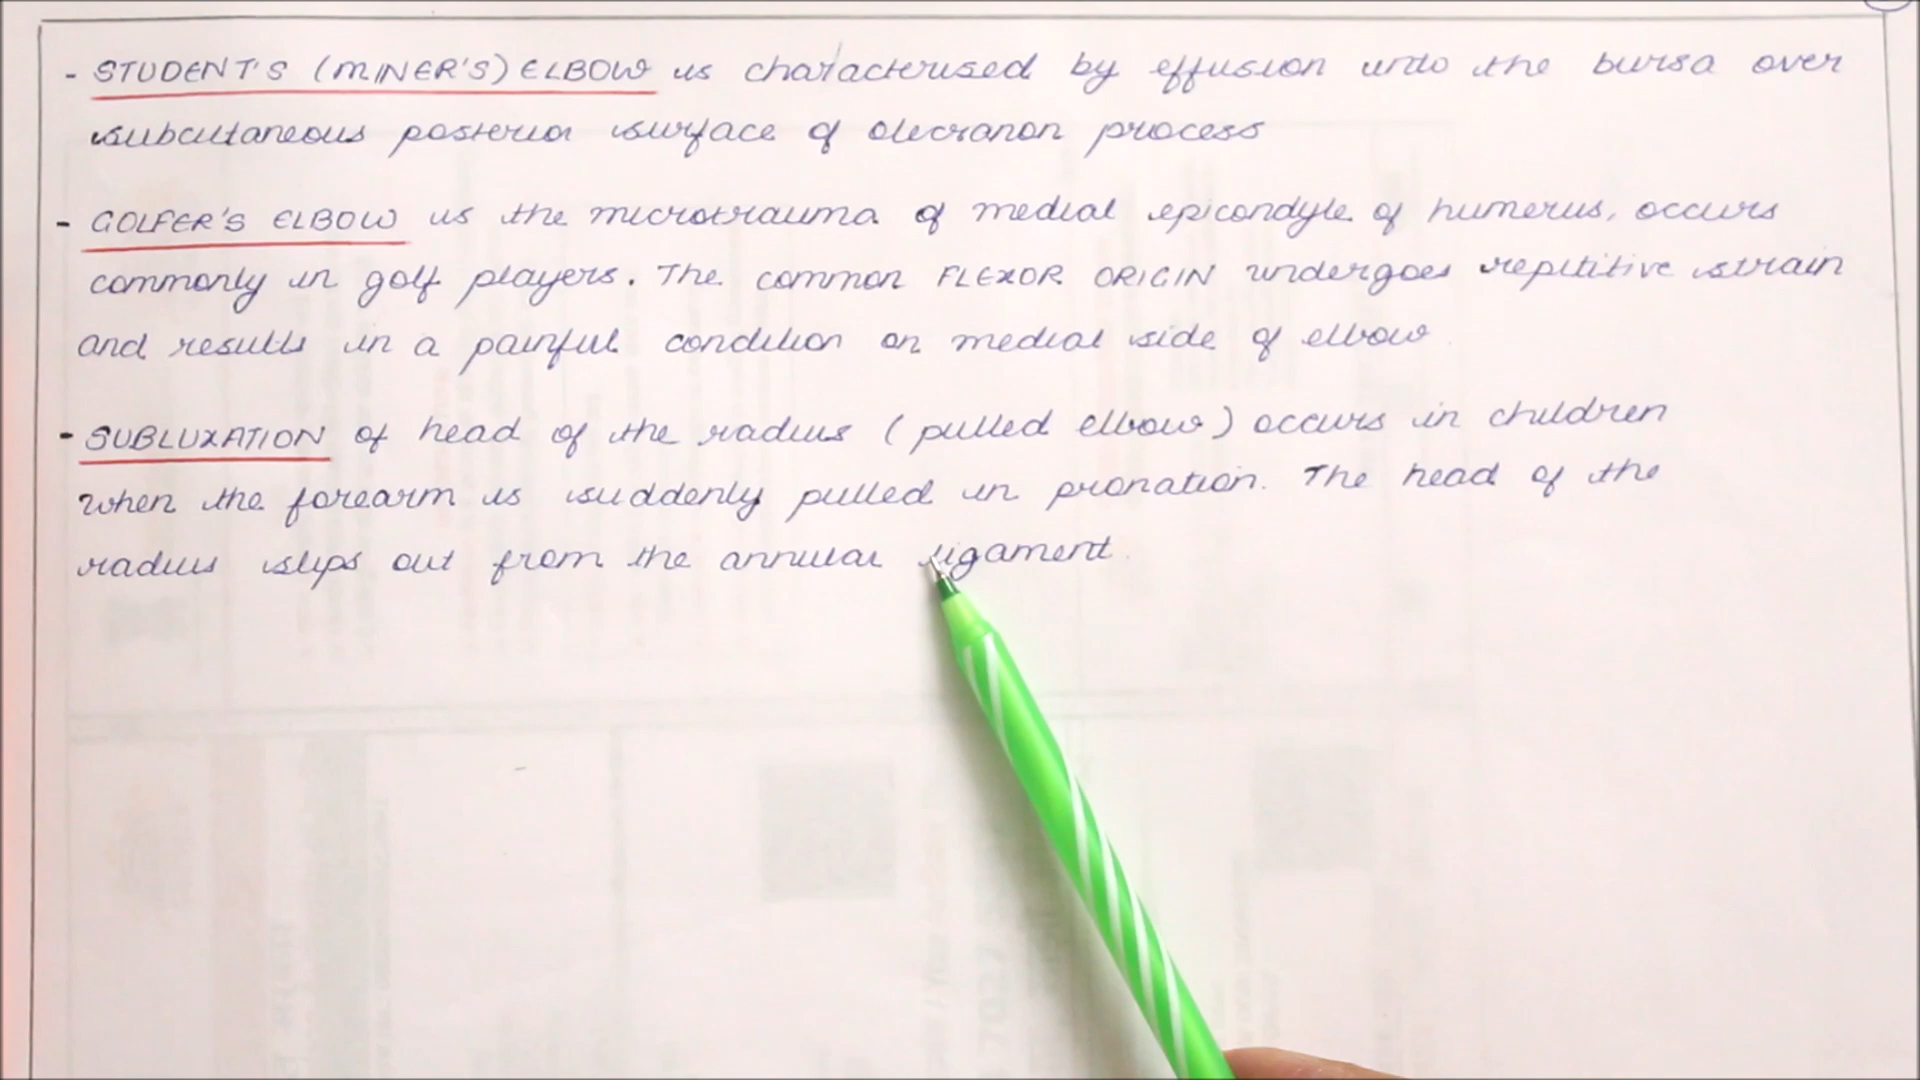 - STUDENT'S (MINER'S) ELBOW is characterised by effusion into the bursa over
subcutaneous posterior surface of olecranon process
- GOLFER'S ELBOW is the microtrauma of medial epicondyle of humerus, occurs
commonly in golf players. The common FLEXOR ORIGIN undergoes repititive strain
and results in a painful condition on medial side of elbow
- SUBLUXATION of head of the radius (pulled elbow) occurs in children
when the forearm is suddenly pulled in pronation. The head of the
radius slips out from the annular ligament.